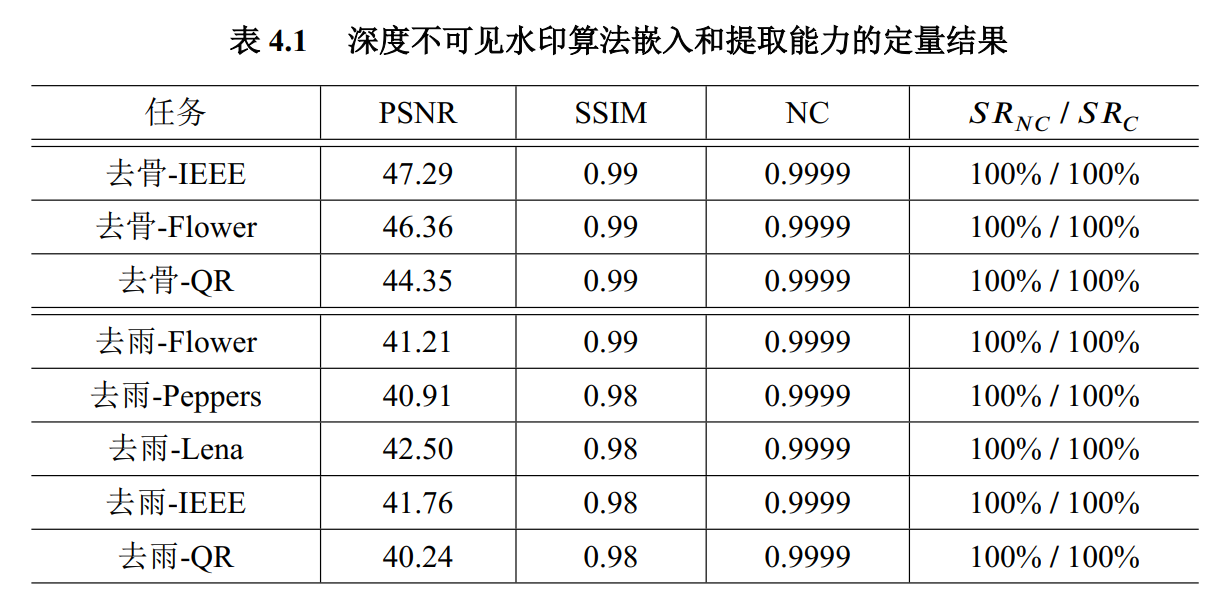 表 4.1 深度不可见水印算法嵌入和提取能力的定量结果
任务 PSNR SSIM NC SR_NC / SR_C
去骨-IEEE 47.29 0.99 0.9999 100% / 100%
去骨-Flower 46.36 0.99 0.9999 100% / 100%
去骨-QR 44.35 0.99 0.9999 100% / 100%
去雨-Flower 41.21 0.99 0.9999 100% / 100%
去雨-Peppers 40.91 0.98 0.9999 100% / 100%
去雨-Lena 42.50 0.98 0.9999 100% / 100%
去雨-IEEE 41.76 0.98 0.9999 100% / 100%
去雨-QR 40.24 0.98 0.9999 100% / 100%